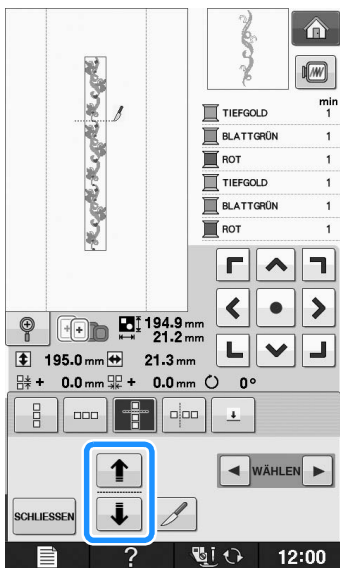 min
TIEFGOLD 1
BLATTGRÜN 1
ROT 1
TIEFGOLD 1
BLATTGRÜN 1
ROT 1
194.9 mm
21.2 mm
195.0 mm 21.3 mm
+ 0.0 mm + 0.0 mm 0°
WÄHLEN
SCHLIESSEN
? 12:00